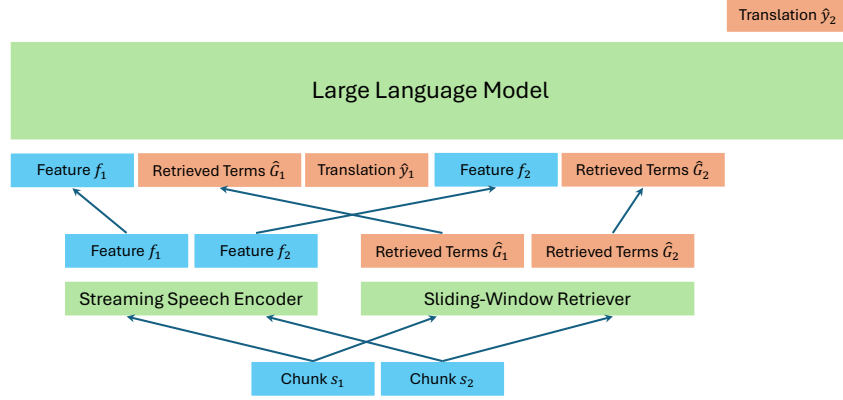 Translation ŷ₂
Large Language Model
Feature f₁
Retrieved Terms Ĝ₁
Translation ŷ₁
Feature f₂
Retrieved Terms Ĝ₂
Feature f₁
Feature f₂
Retrieved Terms Ĝ₁
Retrieved Terms Ĝ₂
Streaming Speech Encoder
Sliding-Window Retriever
Chunk s₁
Chunk s₂